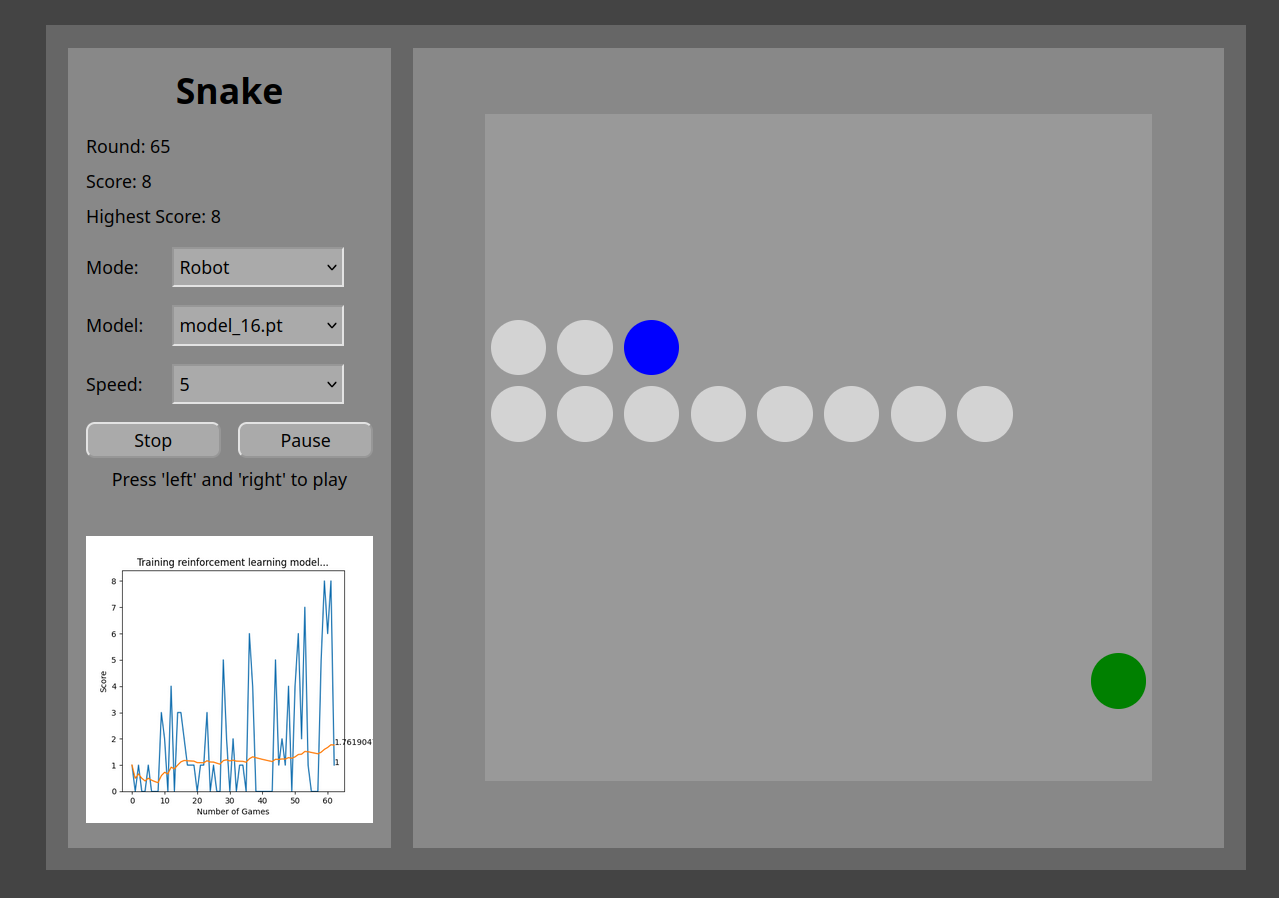 Snake
Round: 65
Score: 8
Highest Score: 8
Mode: Robot
Model: model_16.pt
Speed: 5
Stop Pause
Press 'left' and 'right' to play
Training reinforcement learning model...
8
7
6
5
4
3
2
1
0
Score
1.761904
1
0 10 20 30 40 50 60
Number of Games